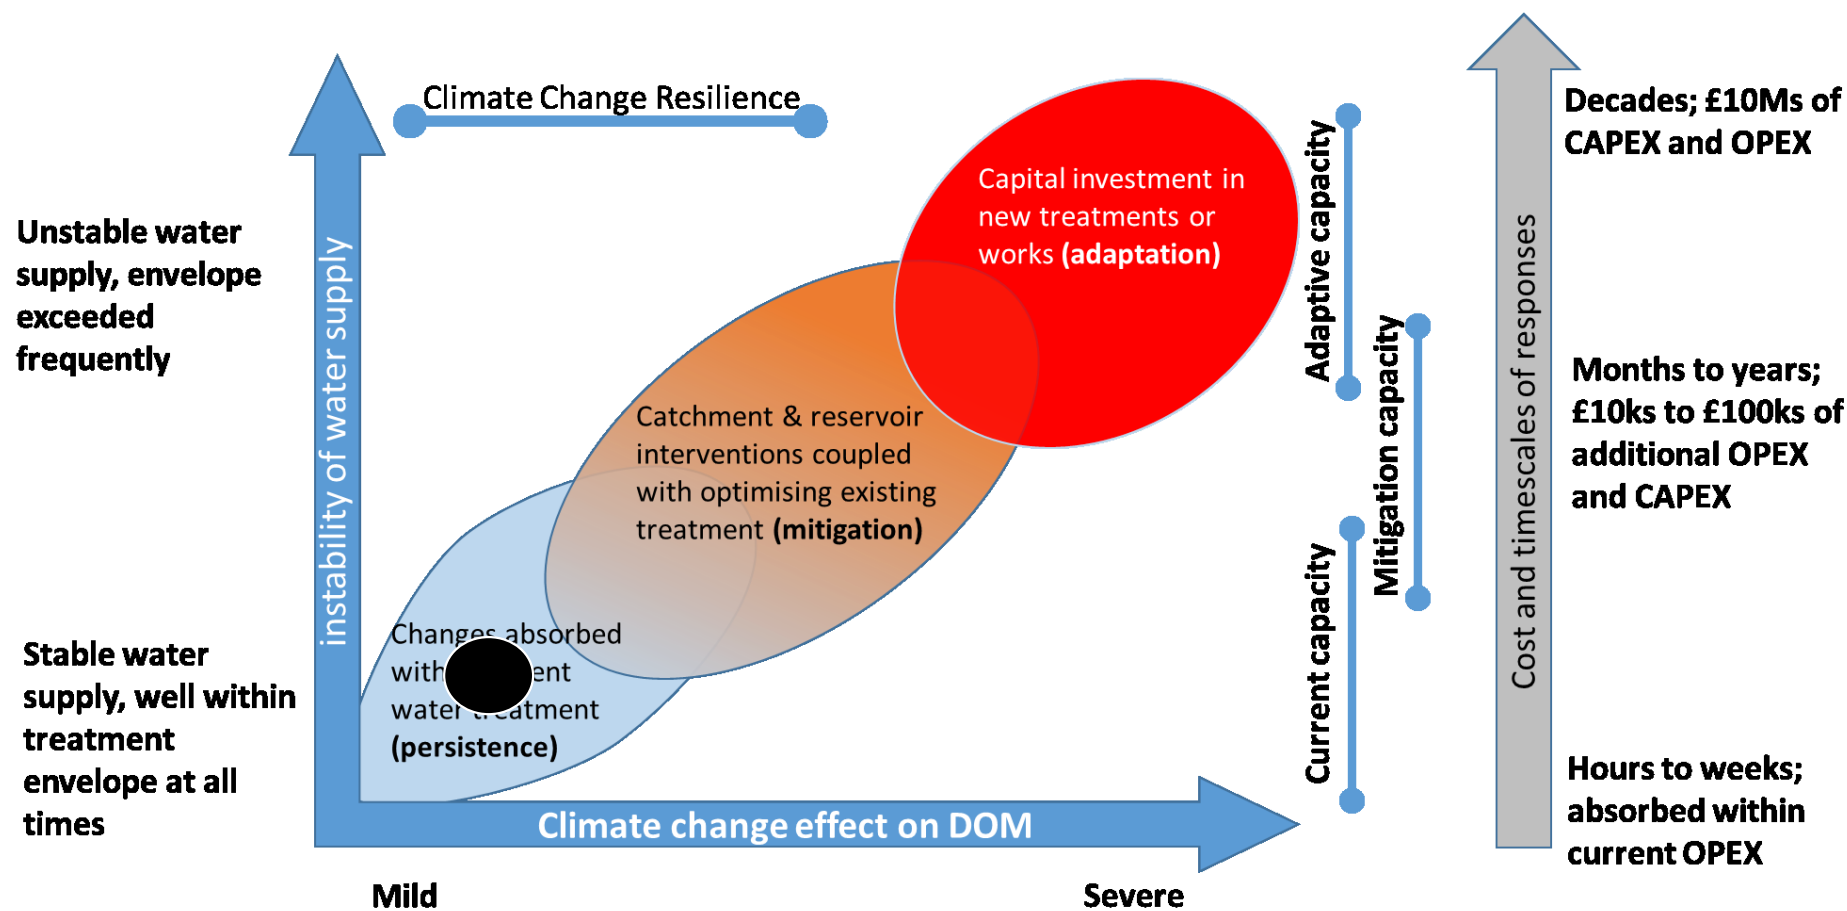 Climate Change Resilience
Unstable water
supply, envelope
exceeded
frequently
Stable water
supply, well within
treatment
envelope at all
times
instability of water supply
Capital investment in
new treatments or
works (adaptation)
Catchment & reservoir
interventions coupled
with optimising existing
treatment (mitigation)
Changes absorbed
water treatment
(persistence)
Climate change effect on DOM
Mild
Severe
Adaptive capacity
Mitigation capacity
Current capacity
Cost and timescales of responses
Decades; £10Ms of
CAPEX and OPEX
Months to years;
£10ks to £100ks of
additional OPEX
and CAPEX
Hours to weeks;
absorbed within
current OPEX